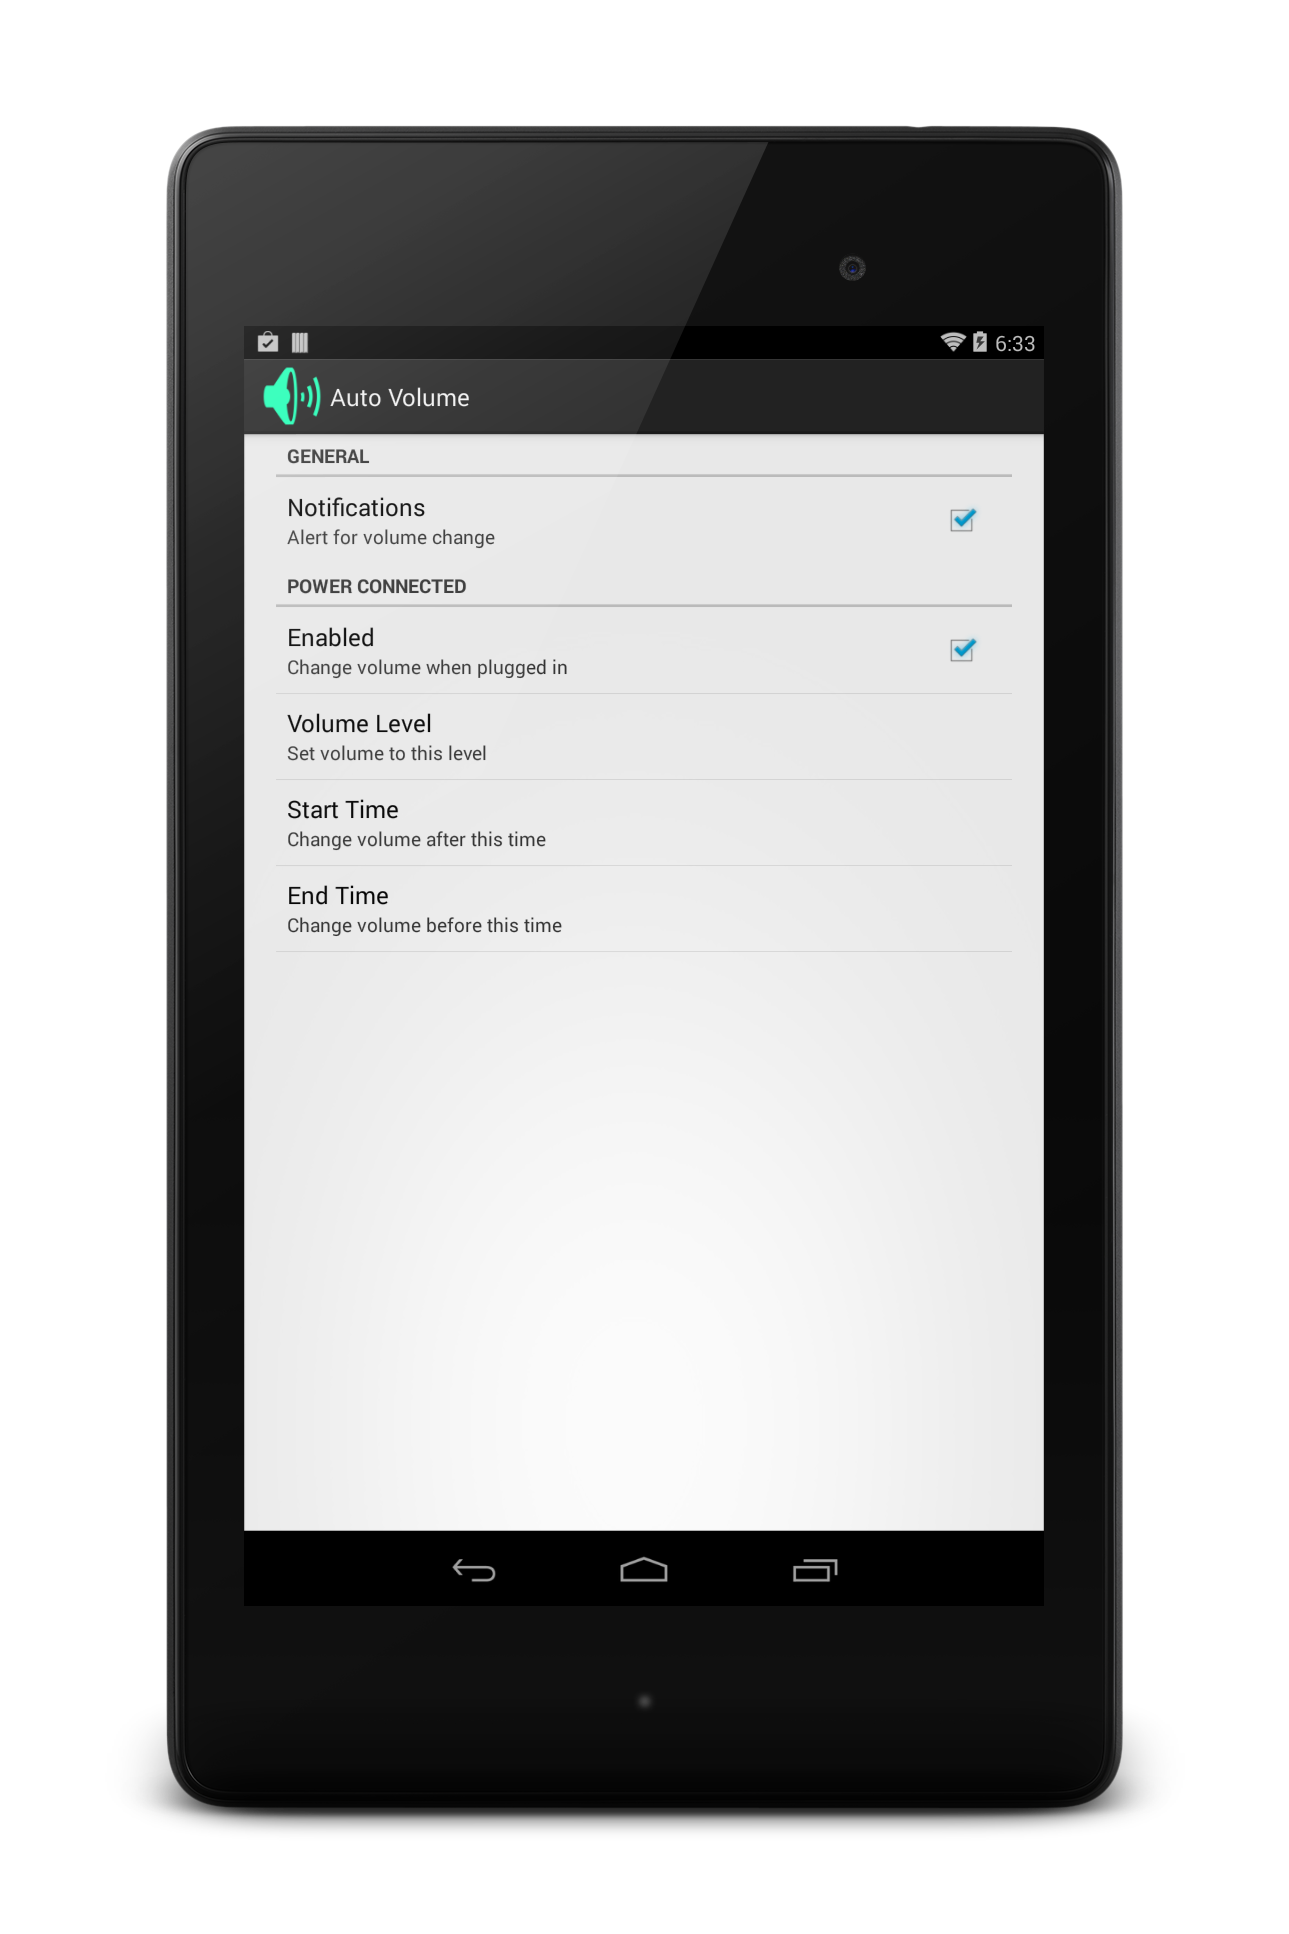 6:33
Auto Volume
GENERAL
Notifications
Alert for volume change
POWER CONNECTED
Enabled
Change volume when plugged in
Volume Level
Set volume to this level
Start Time
Change volume after this time
End Time
Change volume before this time